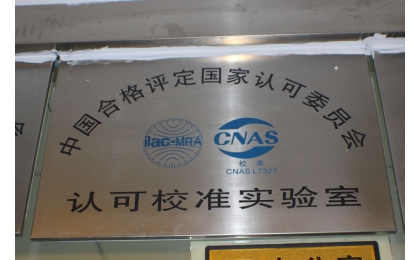 中国合格评定国家认可委员会
ilac-MRA
CNAS
校 准
CNAS L7327
认可校准实验室